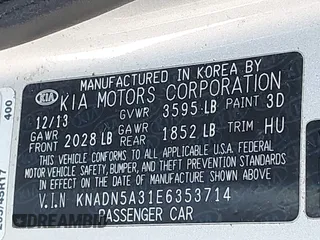 MANUFACTURED IN KOREA BY
KIA KIA MOTORS CORPORATION
12/13 GVWR 3595 LB PAINT 3D
GAWR FRONT 2028 LB GAWR REAR 1852 LB TRIM HU
THIS VEHICLE CONFORMS TO ALL APPLICABLE U.S.A FEDERAL
MOTOR VEHICLE SAFETY, BUMPER, AND THEFT PREVENTION
STANDARDS IN EFFECT ON THE DATE OF MANUFACTURE SHOWN ABOVE.
V.I.N KNADN5A31E6353714
PASSENGER CAR
400